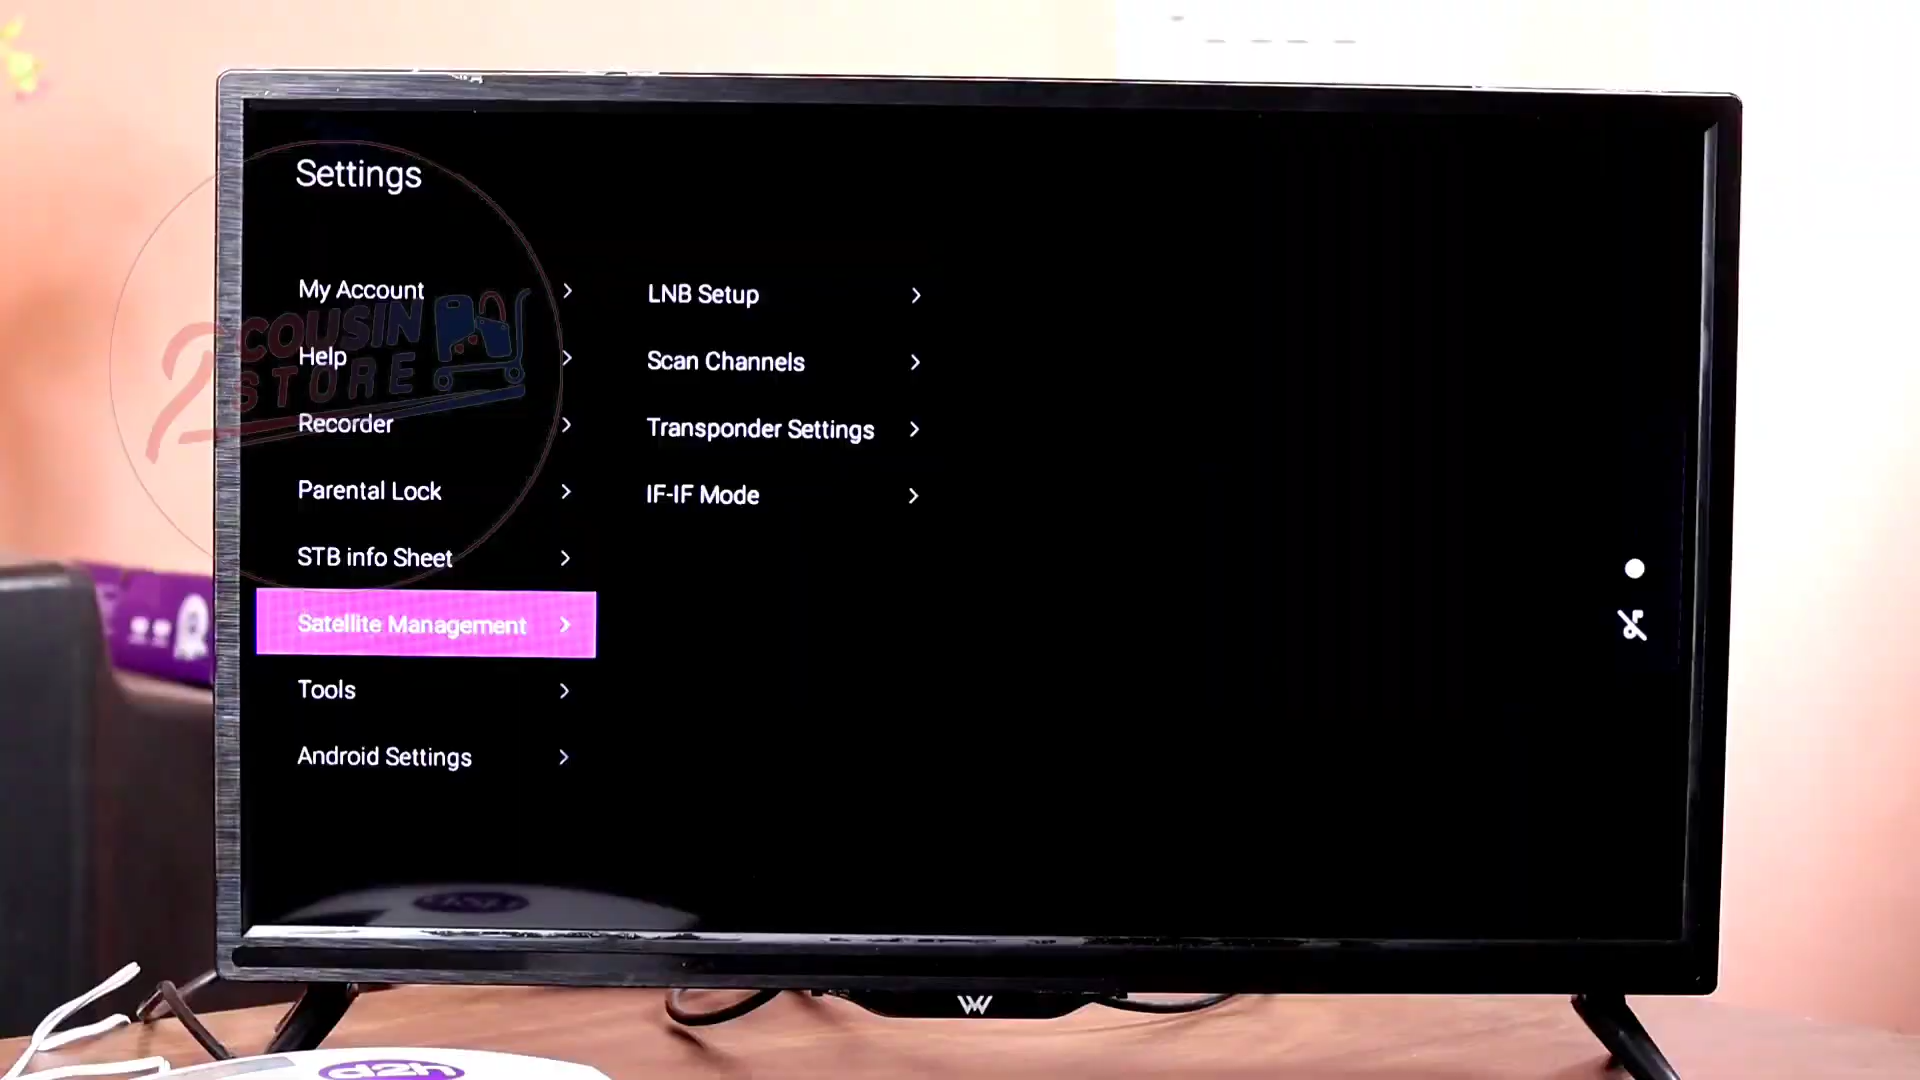 Settings
My Account
Help
Recorder
Parental Lock
STB info Sheet
Satellite Management
Tools
Android Settings
LNB Setup
Scan Channels
Transponder Settings
IF-IF Mode
2 COUSIN
STORE
W
d2h